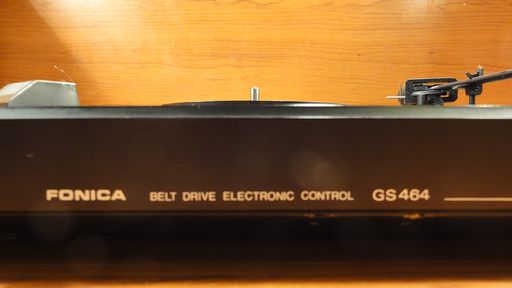 FONICA BELT DRIVE ELECTRONIC CONTROL GS464